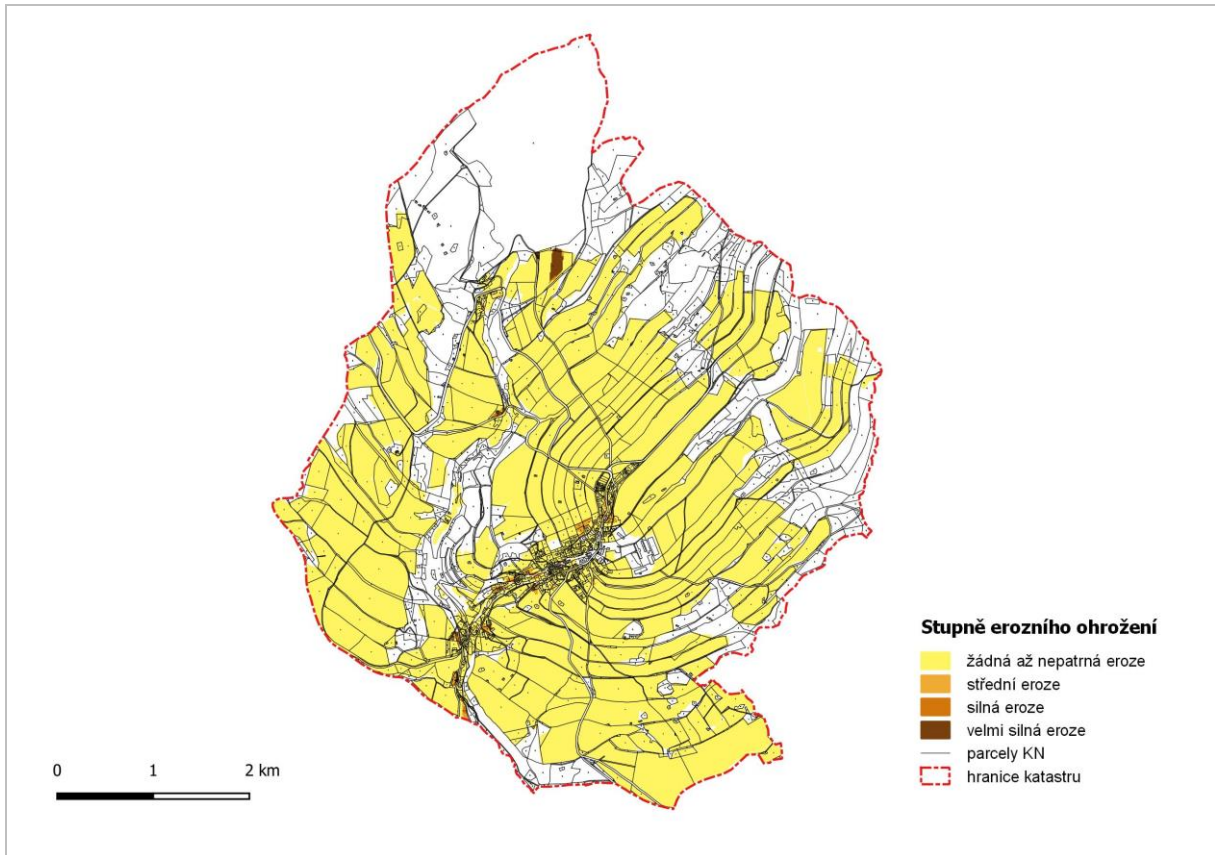 Stupně erozního ohrožení
žádná až nepatrná eroze
střední eroze
silná eroze
velmi silná eroze
parcely KN
hranice katastru
0 1 2 km